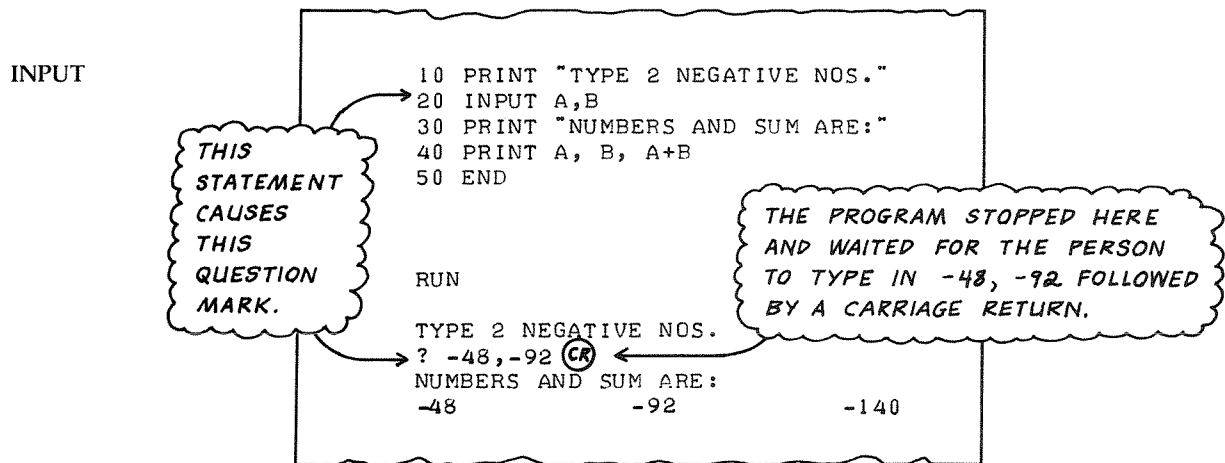 INPUT
10 PRINT "TYPE 2 NEGATIVE NOS."
20 INPUT A,B
30 PRINT "NUMBERS AND SUM ARE:"
40 PRINT A, B, A+B
50 END
THIS
STATEMENT
CAUSES
THIS
QUESTION
MARK.
THE PROGRAM STOPPED HERE
AND WAITED FOR THE PERSON
TO TYPE IN -48, -92 FOLLOWED
BY A CARRIAGE RETURN.
RUN
TYPE 2 NEGATIVE NOS.
? -48,-92 CR
NUMBERS AND SUM ARE:
-48 -92 -140